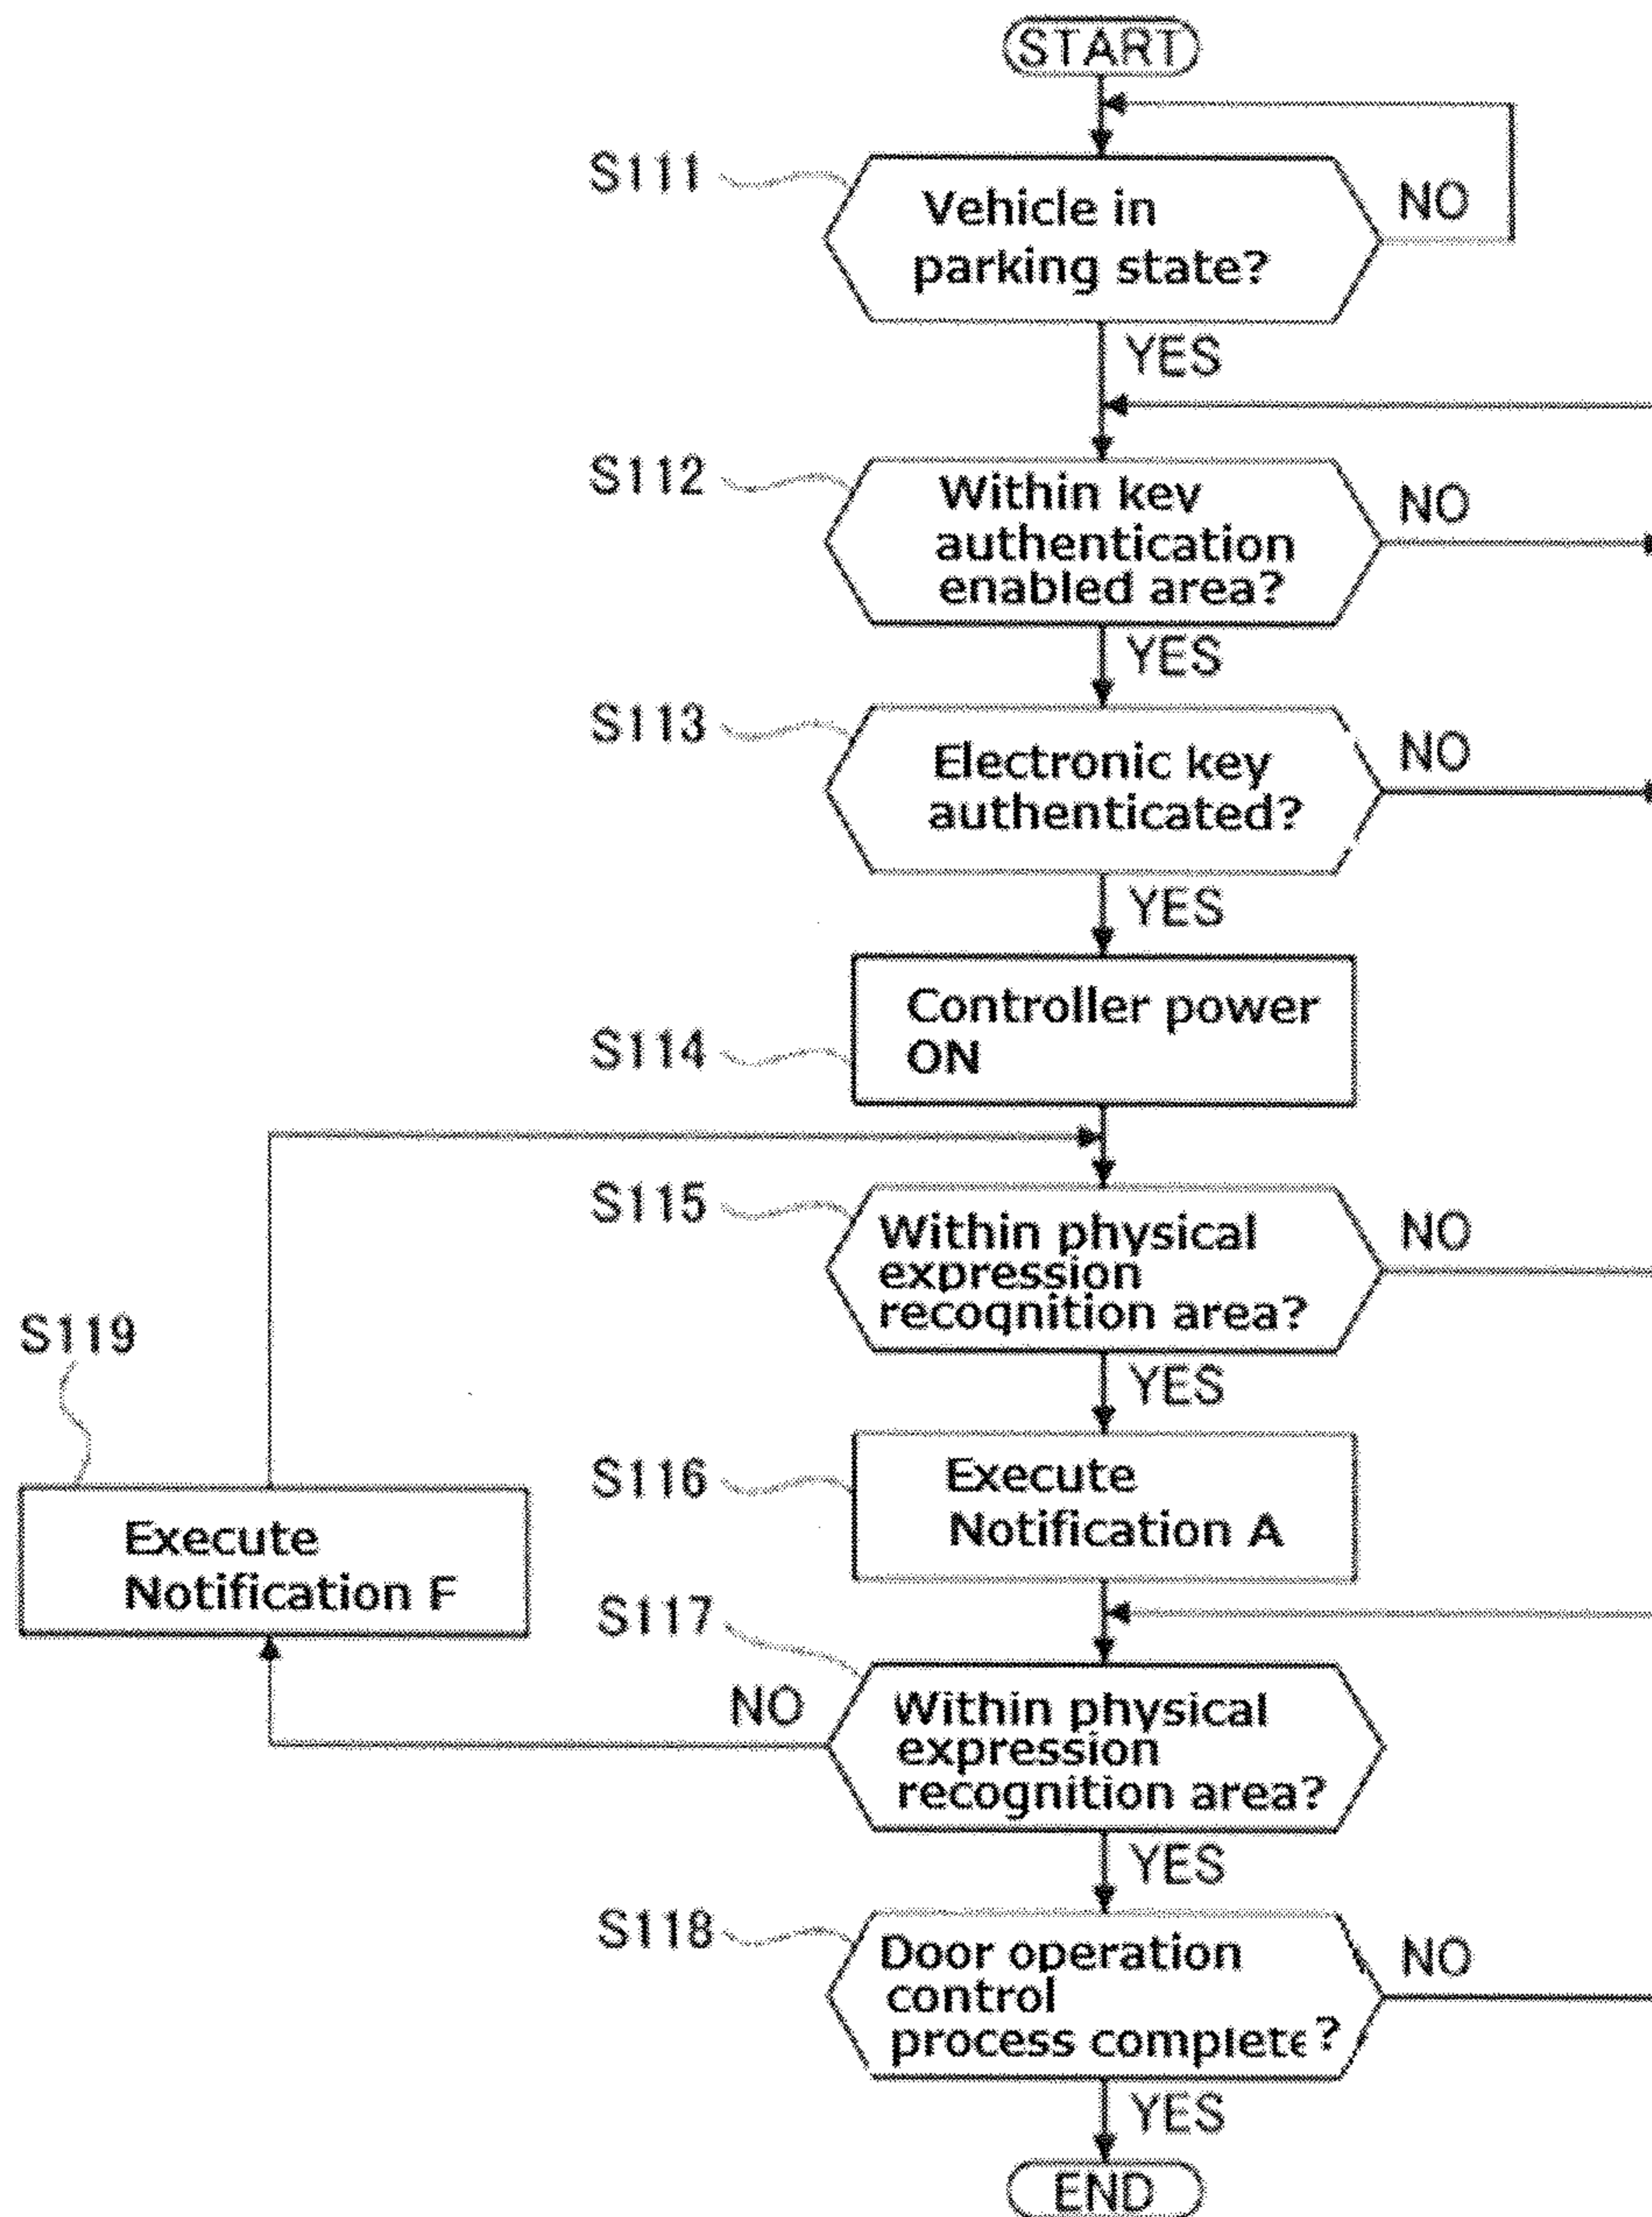 START
S111
Vehicle in
parking state?
NO
YES
S112
Within key
authentication
enabled area?
NO
YES
S113
Electronic key
authenticated?
NO
YES
S114
Controller power
ON
S115
Within physical
expression
recognition area?
NO
YES
S119
Execute
Notification F
S116
Execute
Notification A
S117
NO
Within physical
expression
recognition area?
YES
S118
Door operation
control
process complete?
NO
YES
END